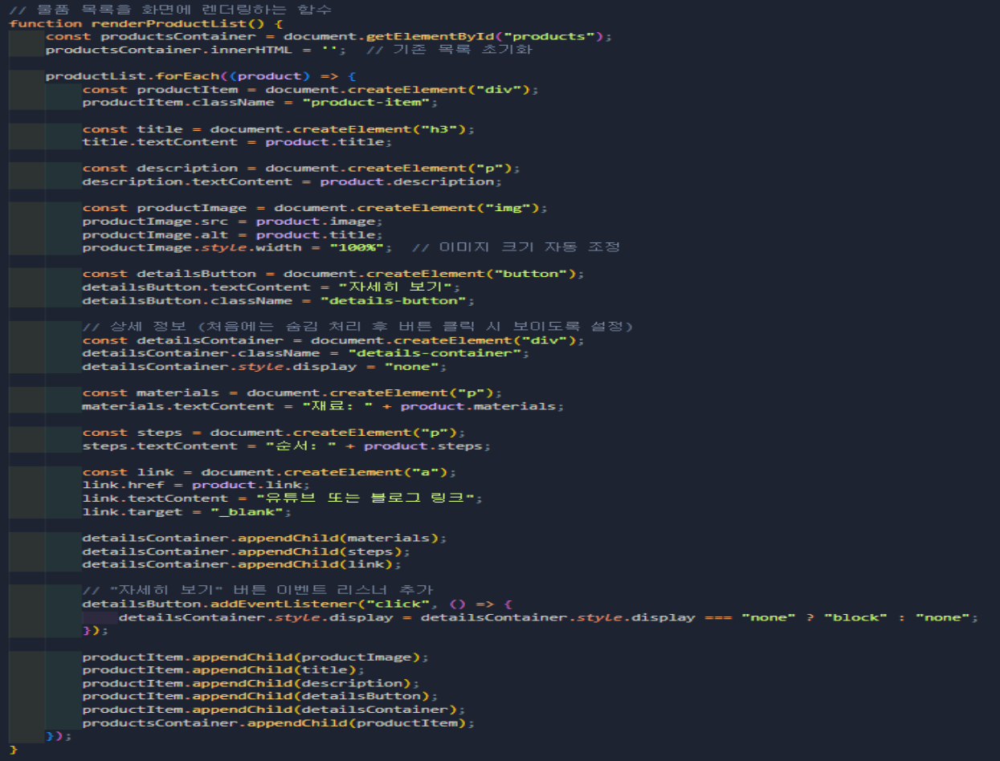 // 물품 목록을 화면에 렌더링하는 함수
function renderProductList() {
    const productsContainer = document.getElementById("products");
    productsContainer.innerHTML = '';  // 기존 목록 초기화
    productList.forEach((product) => {
        const productItem = document.createElement("div");
        productItem.className = "product-item";
        const title = document.createElement("h3");
        title.textContent = product.title;
        const description = document.createElement("p");
        description.textContent = product.description;
        const productImage = document.createElement("img");
        productImage.src = product.image;
        productImage.alt = product.title;
        productImage.style.width = "100%";  // 이미지 크기 자동 조정
        const detailsButton = document.createElement("button");
        detailsButton.textContent = "자세히 보기";
        detailsButton.className = "details-button";
        // 상세 정보 (처음에는 숨김 처리 후 버튼 클릭 시 보이도록 설정)
        const detailsContainer = document.createElement("div");
        detailsContainer.className = "details-container";
        detailsContainer.style.display = "none";
        const materials = document.createElement("p");
        materials.textContent = "재료: " + product.materials;
        const steps = document.createElement("p");
        steps.textContent = "순서: " + product.steps;
        const link = document.createElement("a");
        link.href = product.link;
        link.textContent = "유튜브 또는 블로그 링크";
        link.target = "_blank";
        detailsContainer.appendChild(materials);
        detailsContainer.appendChild(steps);
        detailsContainer.appendChild(link);
        // "자세히 보기" 버튼 이벤트 리스너 추가
        detailsButton.addEventListener("click", () => {
            detailsContainer.style.display = detailsContainer.style.display === "none" ? "block" : "none";
        });
        productItem.appendChild(productImage);
        productItem.appendChild(title);
        productItem.appendChild(description);
        productItem.appendChild(detailsButton);
        productItem.appendChild(detailsContainer);
        productsContainer.appendChild(productItem);
    });
}